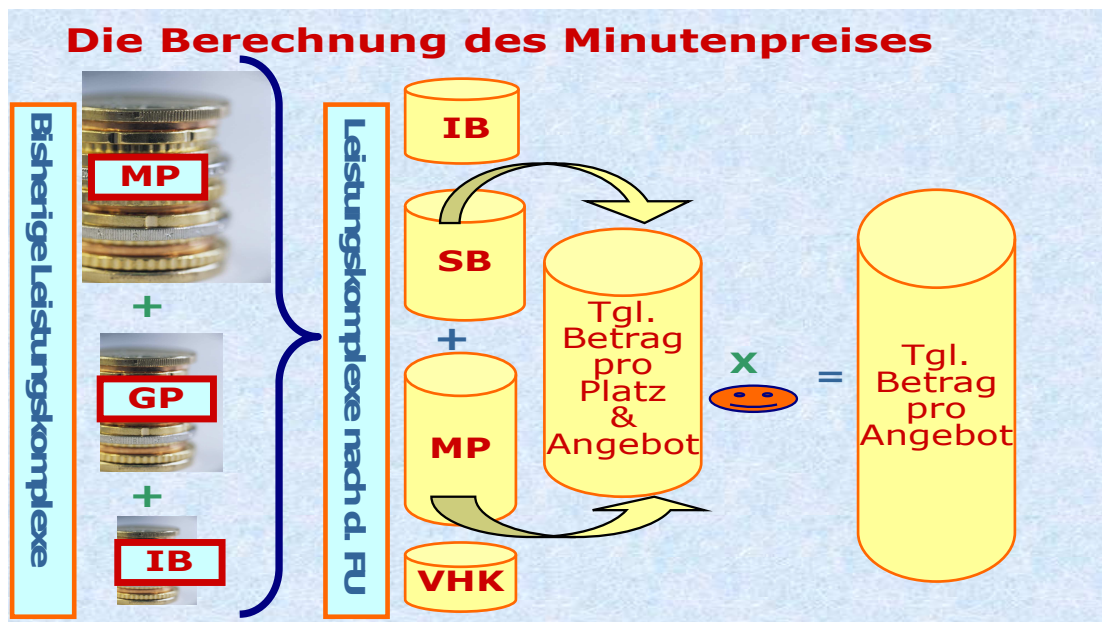 Die Berechnung des Minutenpreises
Bisherige Leistungskomplexe
MP
+
GP
+
IB
Leistungskomplexe nach d. FU
IB
SB
+
MP
VHK
Tgl.
Betrag
pro
Platz
&
Angebot
x
=
Tgl.
Betrag
pro
Angebot